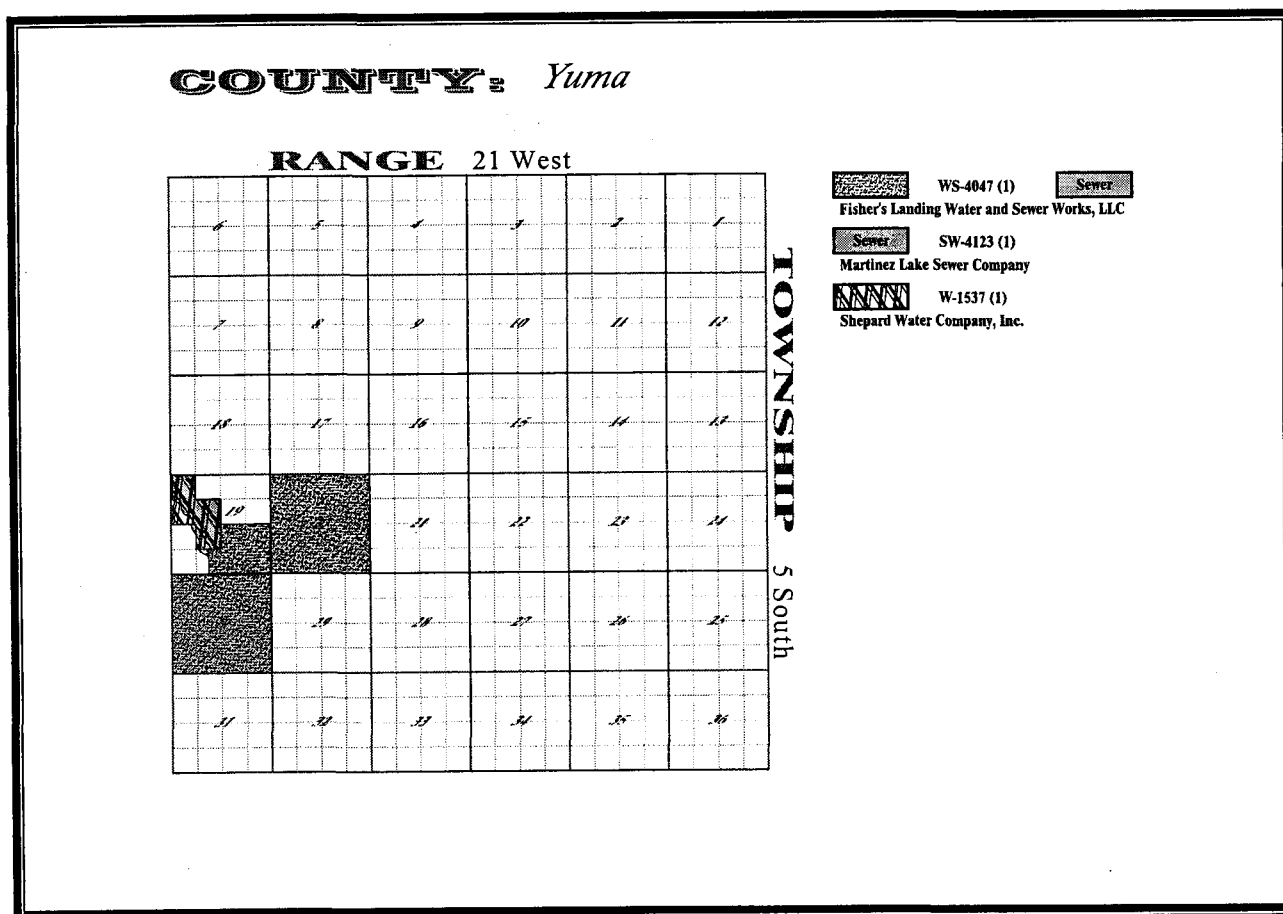 COUNTY: Yuma
RANGE 21 West
TOWNSHIP 5 South
6 5 4 3 2 1
7 8 9 10 11 12
18 17 16 15 14 13
19 21 22 23 24
29 28 27 26 25
31 32 33 34 35 36
WS-4047 (1) Sewer
Fisher's Landing Water and Sewer Works, LLC
Sewer SW-4123 (1)
Martinez Lake Sewer Company
W-1537 (1)
Shepard Water Company, Inc.